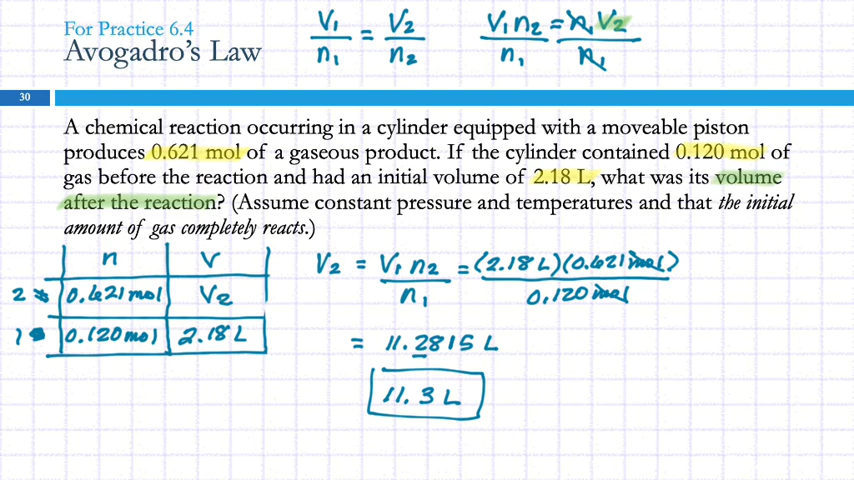 For Practice 6.4
Avogadro's Law
V₁/n₁ = V₂/n₂
V₁n₂/n₁ = n₁V₂/n₁
30
A chemical reaction occurring in a cylinder equipped with a moveable piston
produces 0.621 mol of a gaseous product. If the cylinder contained 0.120 mol of
gas before the reaction and had an initial volume of 2.18 L, what was its volume
after the reaction? (Assume constant pressure and temperatures and that the initial
amount of gas completely reacts.)
n V
2 0.621 mol V₂
1 0.120 mol 2.18 L
V₂ = V₁n₂/n₁ = (2.18 L)(0.621 mol)/0.120 mol
= 11.2815 L
11.3 L